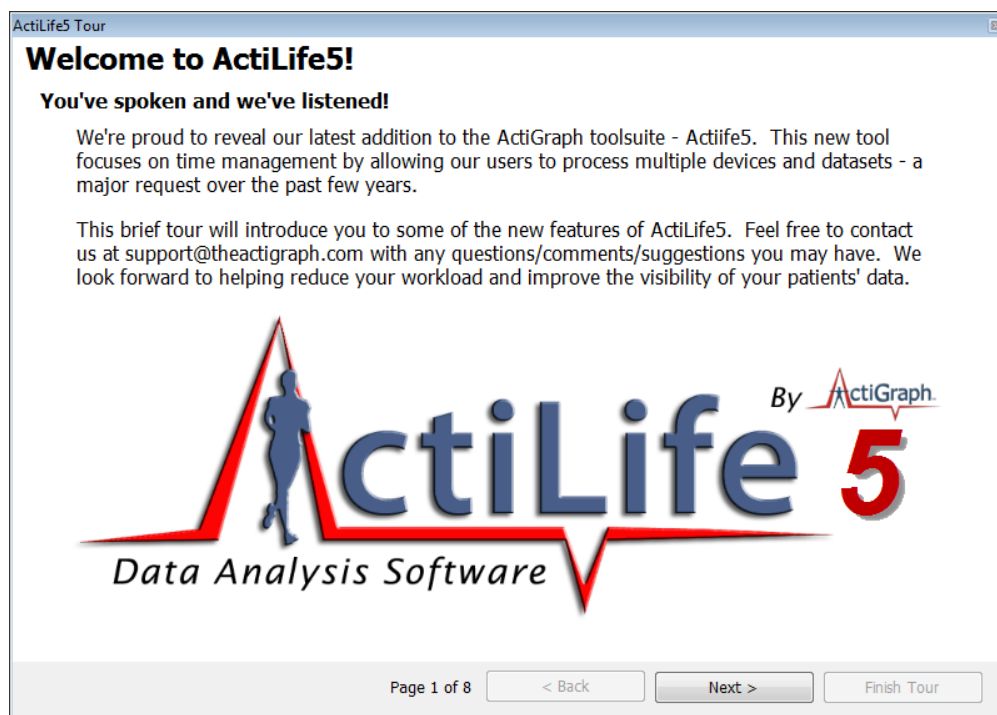 ActiLife5 Tour
Welcome to ActiLife5!
You've spoken and we've listened!
We're proud to reveal our latest addition to the ActiGraph toolsuite - Actiife5.  This new tool
focuses on time management by allowing our users to process multiple devices and datasets - a
major request over the past few years.
This brief tour will introduce you to some of the new features of ActiLife5.  Feel free to contact
us at support@theactigraph.com with any questions/comments/suggestions you may have.  We
look forward to helping reduce your workload and improve the visibility of your patients' data.
By ActiGraph
ActiLife 5
Data Analysis Software
Page 1 of 8 < Back Next > Finish Tour